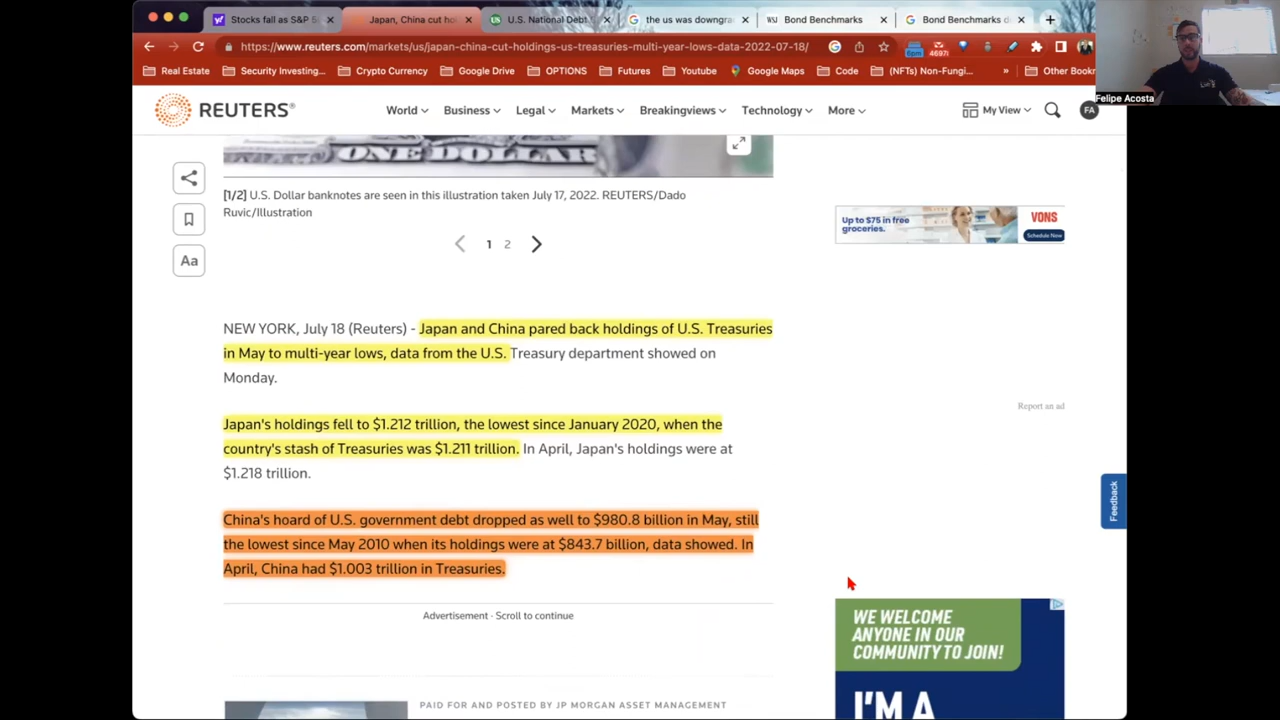 Stocks fall as S&P 5
Japan, China cut ho
U.S. National Debt
the us was downgra
WSJ Bond Benchmarks
Bond Benchmarks d
https://www.reuters.com/markets/us/japan-china-cut-holdings-us-treasuries-multi-year-lows-data-2022-07-18/
Real Estate
Security Investing...
Crypto Currency
Google Drive
OPTIONS
Futures
Youtube
Google Maps
Code
(NFTs) Non-Fungi...
»
Other Bookm
Felipe Acosta
REUTERS®
World
Business
Legal
Markets
Breakingviews
Technology
More
My View
FA
ONE DOLLAR
[1/2] U.S. Dollar banknotes are seen in this illustration taken July 17, 2022. REUTERS/Dado
Ruvic/Illustration
1 2
Aa
Up to $75 in free
groceries.
VONS
Schedule Now
NEW YORK, July 18 (Reuters) - Japan and China pared back holdings of U.S. Treasuries
in May to multi-year lows, data from the U.S. Treasury department showed on
Monday.
Report an ad
Japan's holdings fell to $1.212 trillion, the lowest since January 2020, when the
country's stash of Treasuries was $1.211 trillion. In April, Japan's holdings were at
$1.218 trillion.
Feedback
China's hoard of U.S. government debt dropped as well to $980.8 billion in May, still
the lowest since May 2010 when its holdings were at $843.7 billion, data showed. In
April, China had $1.003 trillion in Treasuries.
Advertisement · Scroll to continue
WE WELCOME
ANYONE IN OUR
COMMUNITY TO JOIN!
I'M A
PAID FOR AND POSTED BY JP MORGAN ASSET MANAGEMENT